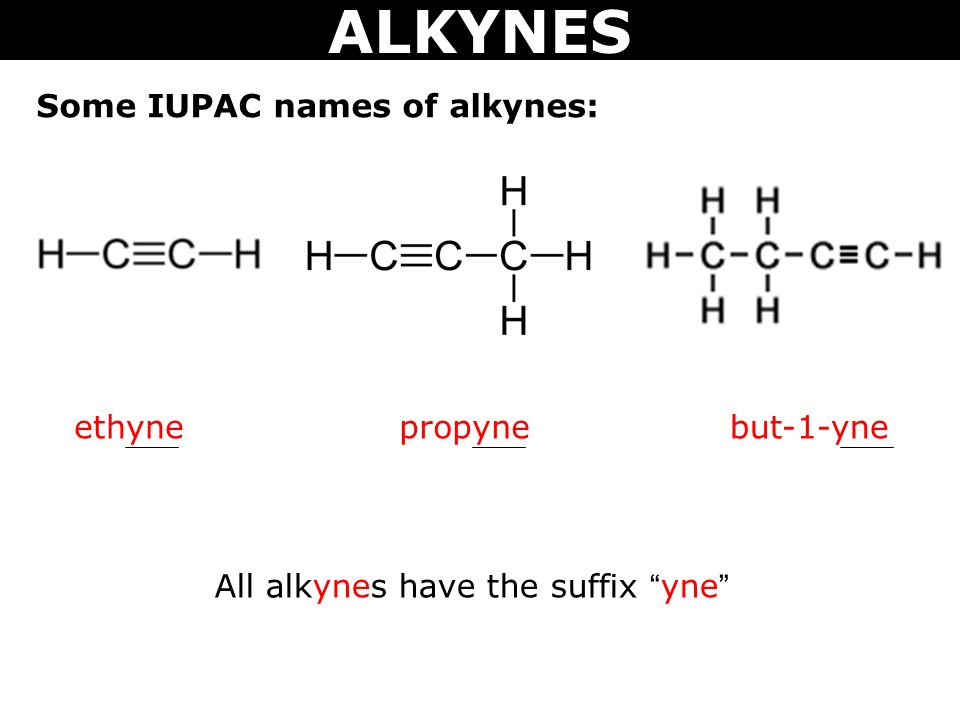 ALKYNES
Some IUPAC names of alkynes:
H—C≡C—H
H
H—C≡C—C—H
H
H H
H-C-C-C≡C-H
H H
ethyne propyne but-1-yne
All alkynes have the suffix “yne”